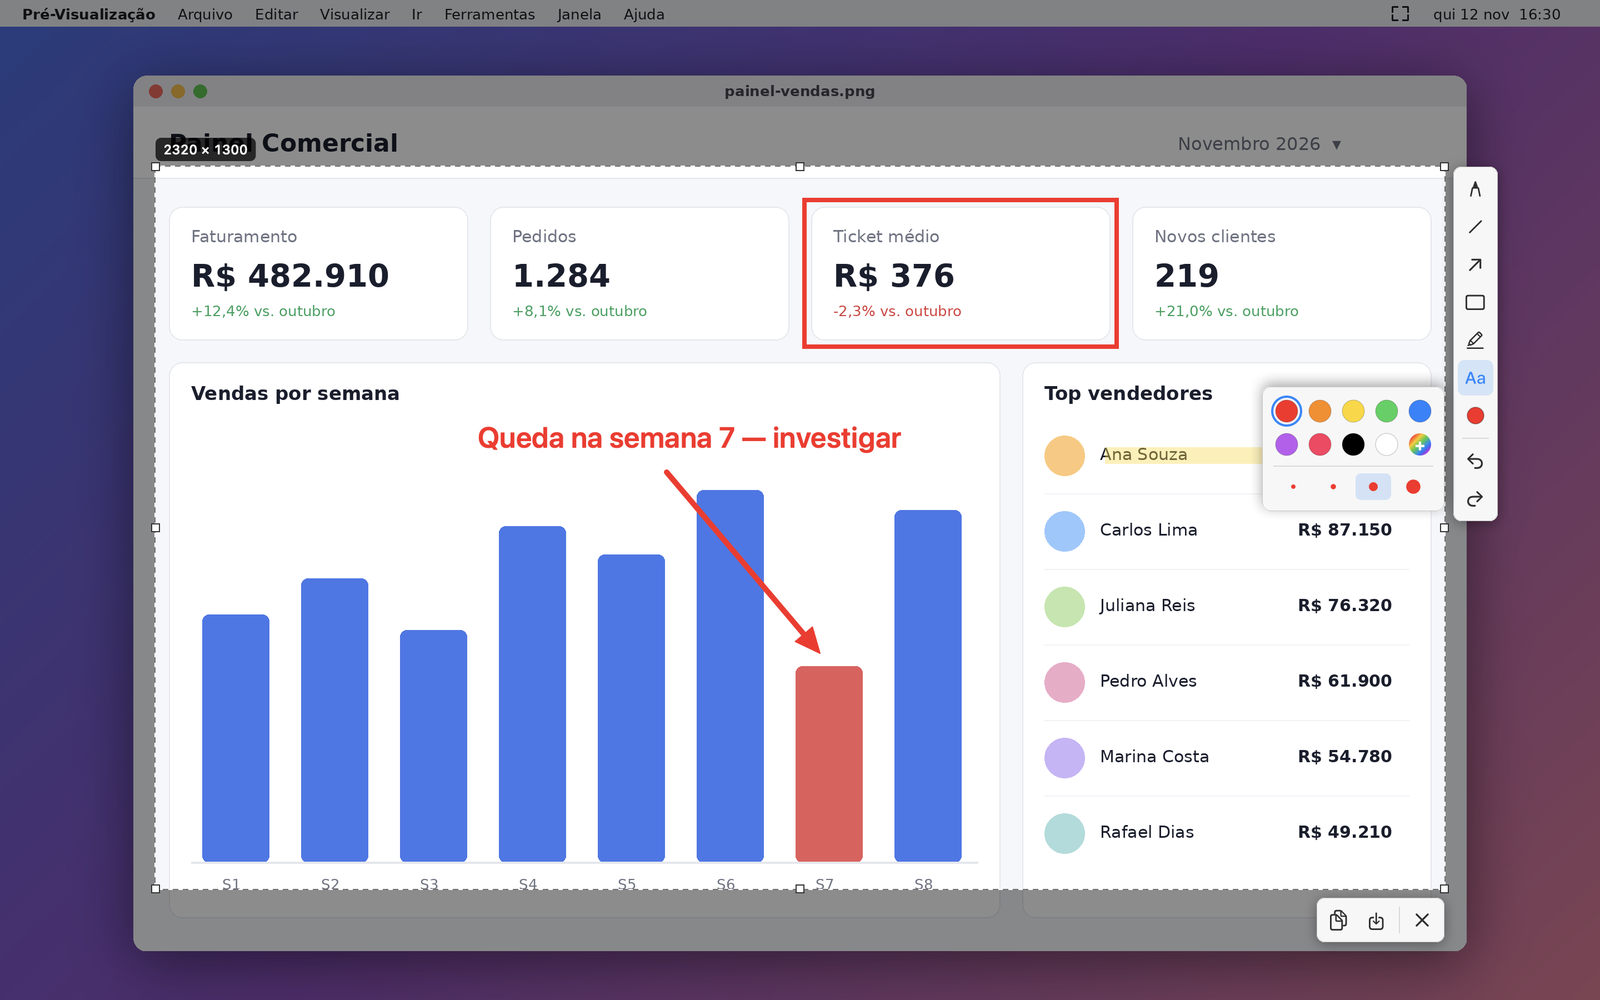 Pré-Visualização Arquivo Editar Visualizar Ir Ferramentas Janela Ajuda qui 12 nov 16:30
painel-vendas.png
Painel Comercial
Novembro 2026 ▾
2320 × 1300
Faturamento
R$ 482.910
+12,4% vs. outubro
Pedidos
1.284
+8,1% vs. outubro
Ticket médio
R$ 376
-2,3% vs. outubro
Novos clientes
219
+21,0% vs. outubro
Vendas por semana
Queda na semana 7 — investigar
S1 S2 S3 S4 S5 S6 S7 S8
Top vendedores
Ana Souza
Carlos Lima R$ 87.150
Juliana Reis R$ 76.320
Pedro Alves R$ 61.900
Marina Costa R$ 54.780
Rafael Dias R$ 49.210
Aa